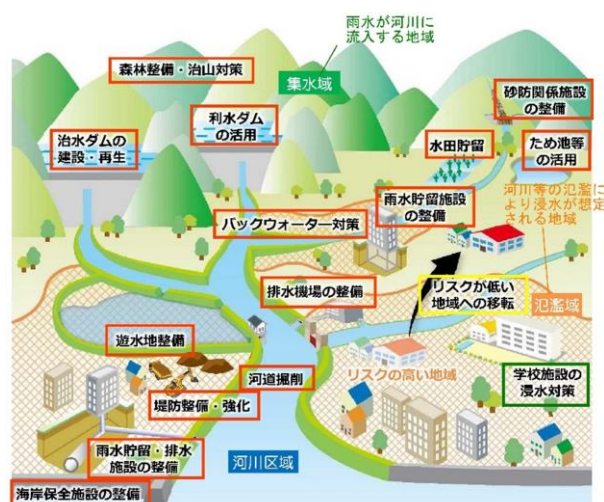 雨水が河川に
流入する地域
森林整備・治山対策
集水域
砂防関係施設
の整備
治水ダムの
建設・再生
利水ダム
の活用
水田貯留
ため池等
の活用
雨水貯留施設
の整備
河川等の氾濫に
より浸水が想定
される地域
バックウォーター対策
排水機場の整備
リスクが低い
地域への移転
氾濫域
遊水地整備
リスクの高い地域
河道掘削
学校施設の
浸水対策
堤防整備・強化
雨水貯留・排水
施設の整備
河川区域
海岸保全施設の整備